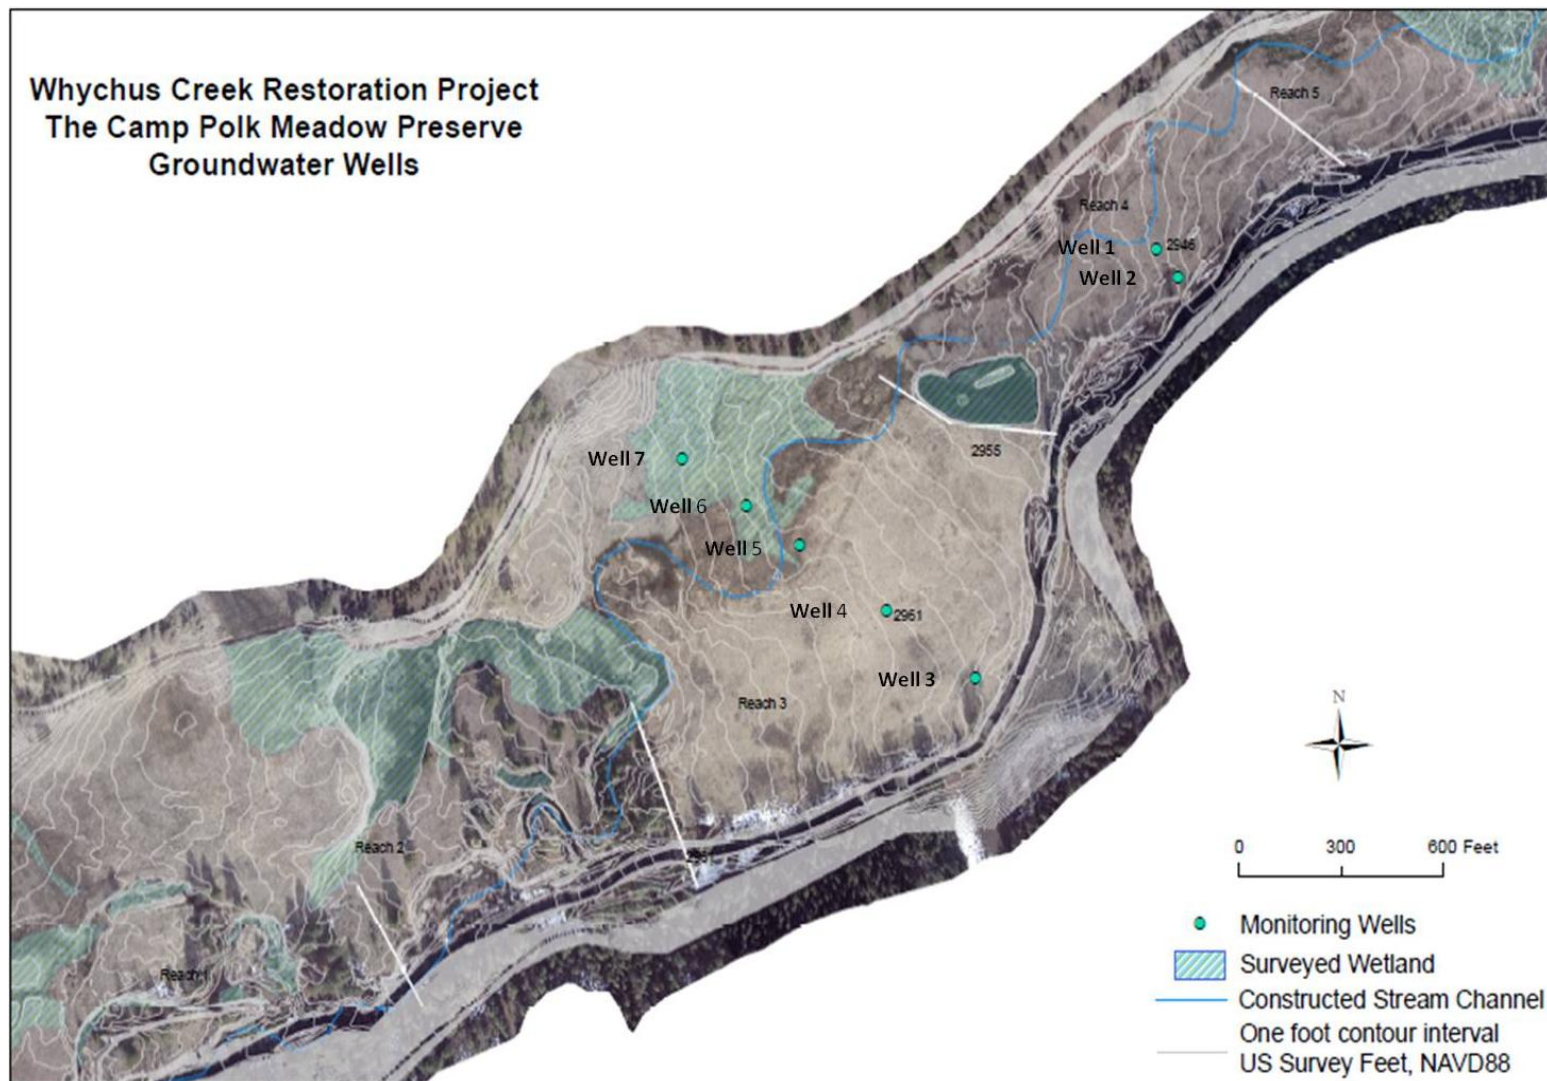 Whychus Creek Restoration Project
The Camp Polk Meadow Preserve
Groundwater Wells
Reach 5
Reach 4
Well 1
2946
Well 2
2955
Well 7
Well 6
Well 5
Well 4
2951
Well 3
Reach 3
Reach 2
Reach 1
N
0 300 600 Feet
Monitoring Wells
Surveyed Wetland
Constructed Stream Channel
One foot contour interval
US Survey Feet, NAVD88